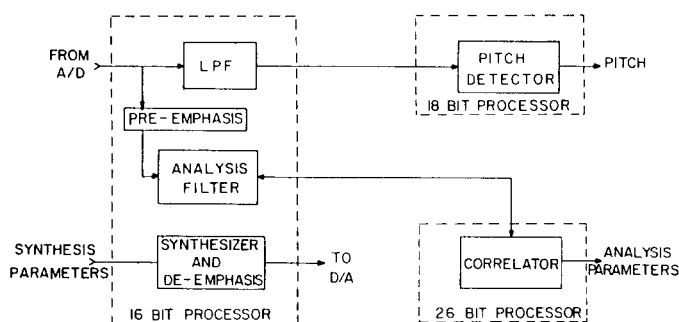 FROM
A/D
LPF
PITCH
DETECTOR
PITCH
18 BIT PROCESSOR
PRE-EMPHASIS
ANALYSIS
FILTER
SYNTHESIS
PARAMETERS
SYNTHESIZER
AND
DE-EMPHASIS
TO
D/A
CORRELATOR
ANALYSIS
PARAMETERS
16 BIT PROCESSOR
26 BIT PROCESSOR